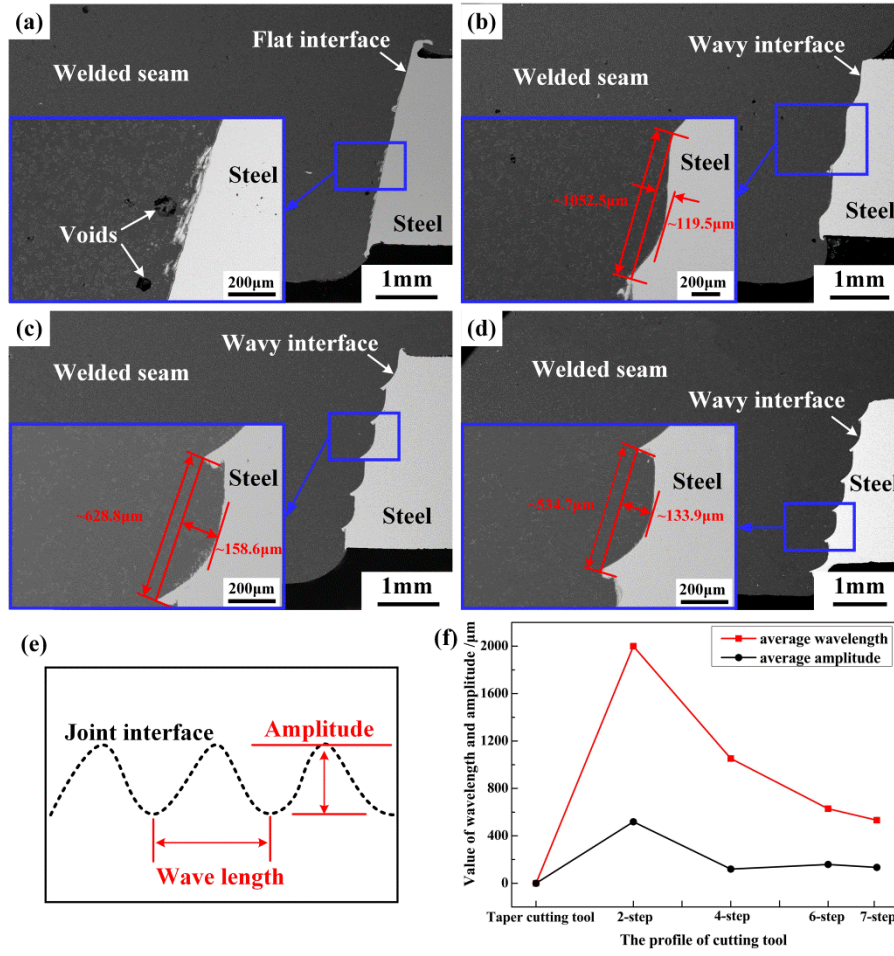 (a)
Flat interface
Welded seam
Steel
Voids
Steel
200μm
1mm
(b)
Wavy interface
Welded seam
Steel
~1052.5μm
~119.5μm
Steel
200μm
1mm
(c)
Wavy interface
Welded seam
Steel
~628.8μm
Steel
~158.6μm
200μm
1mm
(d)
Welded seam
Wavy interface
Steel
Steel
~534.7μm
~133.9μm
200μm
1mm
(e)
Joint interface
Amplitude
Wave length
(f)
Value of wavelength and amplitude /μm
2000
1600
1200
800
400
0
average wavelength
average amplitude
Taper cutting tool
2-step
4-step
6-step
7-step
The profile of cutting tool